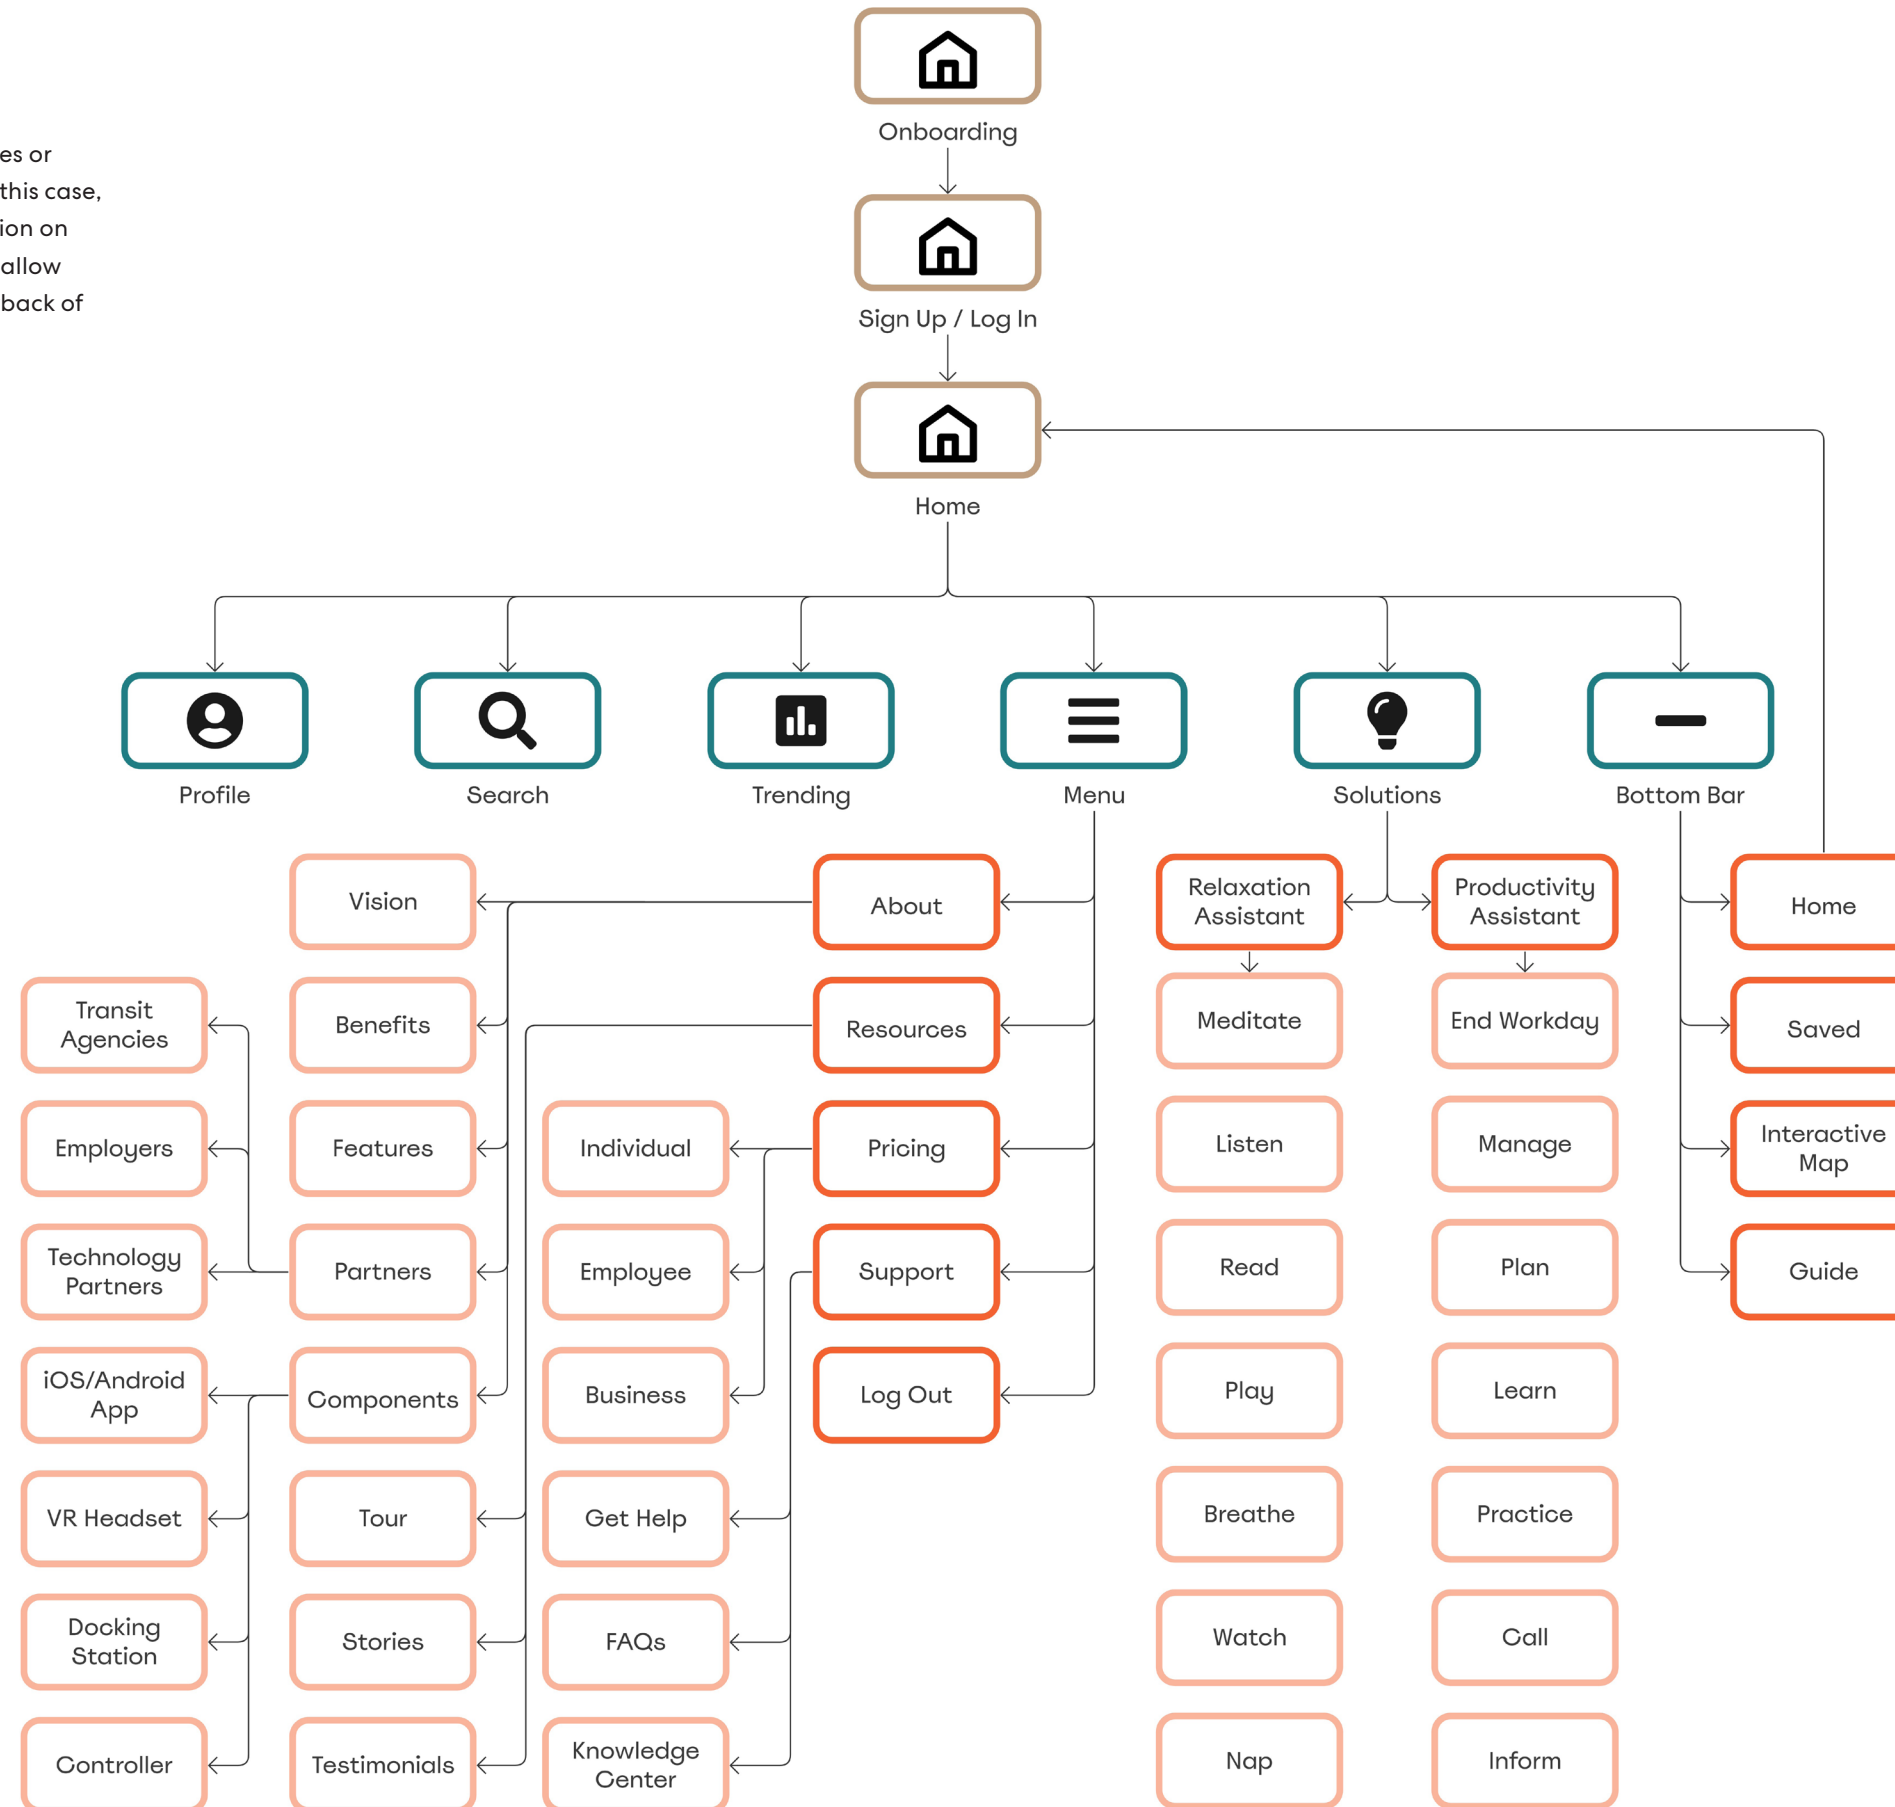 es or
this case,
ion on
allow
back of
Onboarding
Sign Up / Log In
Home
Profile
Search
Trending
Menu
Solutions
Bottom Bar
Vision
About
Relaxation
Assistant
Productivity
Assistant
Home
Transit
Agencies
Benefits
Resources
Meditate
End Workday
Saved
Employers
Features
Individual
Pricing
Listen
Manage
Interactive
Map
Technology
Partners
Partners
Employee
Support
Read
Plan
Guide
iOS/Android
App
Components
Business
Log Out
Play
Learn
VR Headset
Tour
Get Help
Breathe
Practice
Docking
Station
Stories
FAQs
Watch
Call
Controller
Testimonials
Knowledge
Center
Nap
Inform